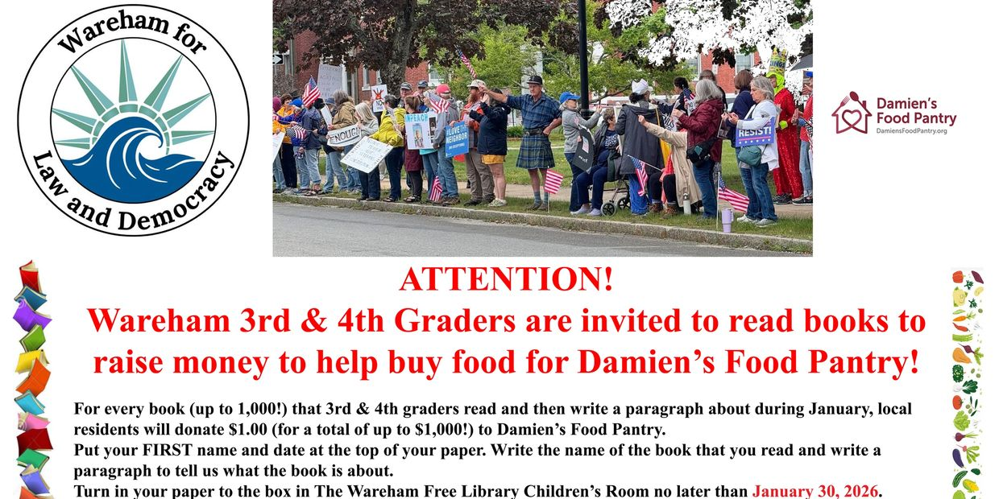 Wareham for
Law and Democracy
ENOUGH
IMPEACH
LOVE
NEIGHBOR
RESIST!
Damien's
Food Pantry
DamiensFoodPantry.org
ATTENTION!
Wareham 3rd & 4th Graders are invited to read books to
raise money to help buy food for Damien’s Food Pantry!
For every book (up to 1,000!) that 3rd & 4th graders read and then write a paragraph about during January, local
residents will donate $1.00 (for a total of up to $1,000!) to Damien’s Food Pantry.
Put your FIRST name and date at the top of your paper. Write the name of the book that you read and write a
paragraph to tell us what the book is about.
Turn in your paper to the box in The Wareham Free Library Children’s Room no later than January 30, 2026.